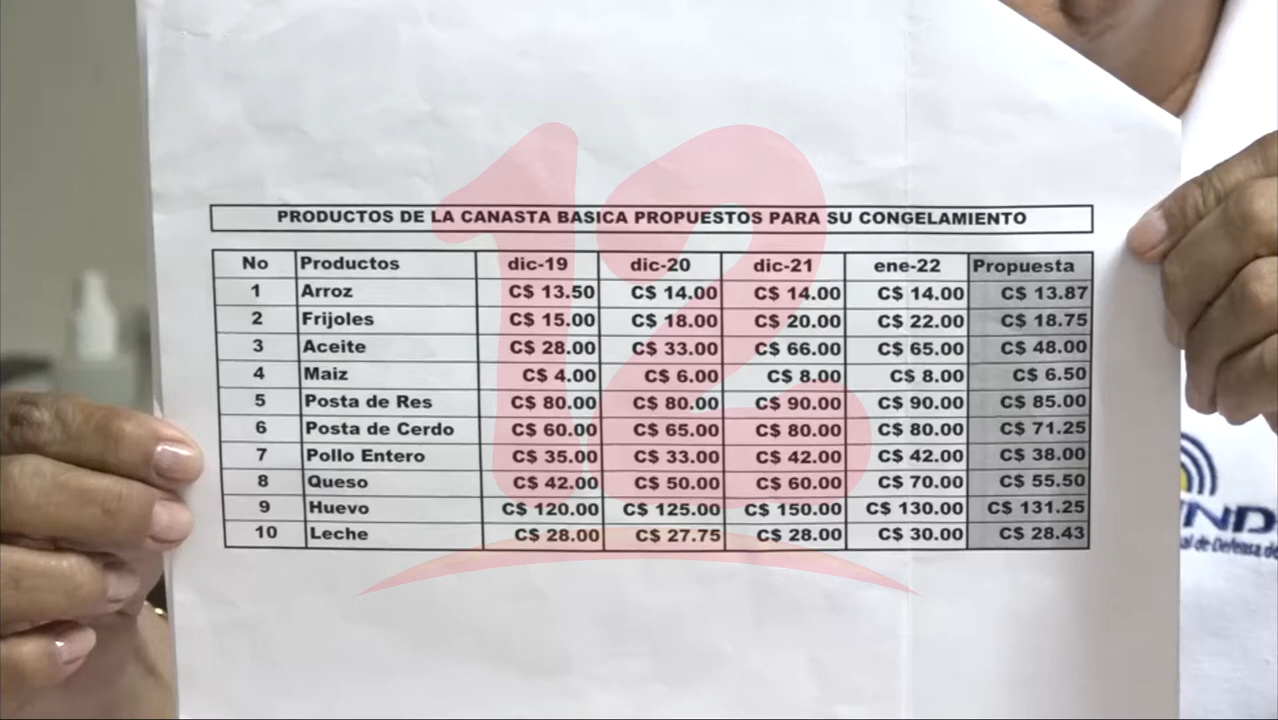 PRODUCTOS DE LA CANASTA BASICA PROPUESTOS PARA SU CONGELAMIENTO
No Productos dic-19 dic-20 dic-21 ene-22 Propuesta
1 Arroz C$ 13.50 C$ 14.00 C$ 14.00 C$ 14.00 C$ 13.87
2 Frijoles C$ 15.00 C$ 18.00 C$ 20.00 C$ 22.00 C$ 18.75
3 Aceite C$ 28.00 C$ 33.00 C$ 66.00 C$ 65.00 C$ 48.00
4 Maiz C$ 4.00 C$ 6.00 C$ 8.00 C$ 8.00 C$ 6.50
5 Posta de Res C$ 80.00 C$ 80.00 C$ 90.00 C$ 90.00 C$ 85.00
6 Posta de Cerdo C$ 60.00 C$ 65.00 C$ 80.00 C$ 80.00 C$ 71.25
7 Pollo Entero C$ 35.00 C$ 33.00 C$ 42.00 C$ 42.00 C$ 38.00
8 Queso C$ 42.00 C$ 50.00 C$ 60.00 C$ 70.00 C$ 55.50
9 Huevo C$ 120.00 C$ 125.00 C$ 150.00 C$ 130.00 C$ 131.25
10 Leche C$ 28.00 C$ 27.75 C$ 28.00 C$ 30.00 C$ 28.43
12
de Defensa